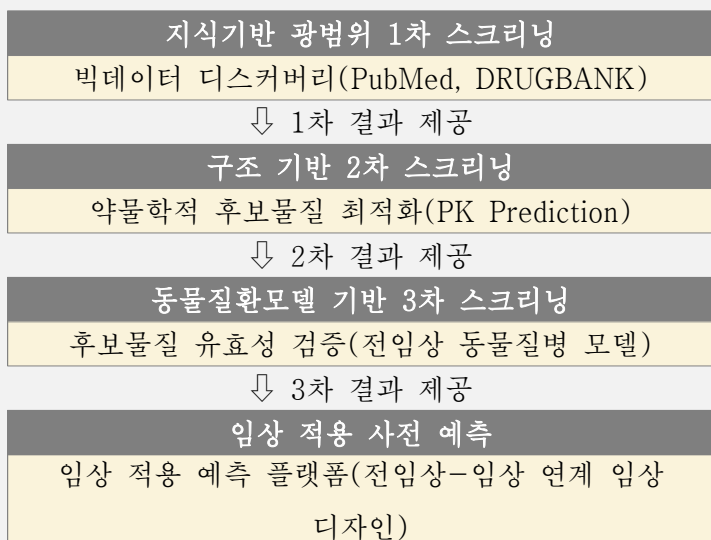 지식기반 광범위 1차 스크리닝
빅데이터 디스커버리(PubMed, DRUGBANK)
⇩ 1차 결과 제공
구조 기반 2차 스크리닝
약물학적 후보물질 최적화(PK Prediction)
⇩ 2차 결과 제공
동물질환모델 기반 3차 스크리닝
후보물질 유효성 검증(전임상 동물질병 모델)
⇩ 3차 결과 제공
임상 적용 사전 예측
임상 적용 예측 플랫폼(전임상-임상 연계 임상
디자인)